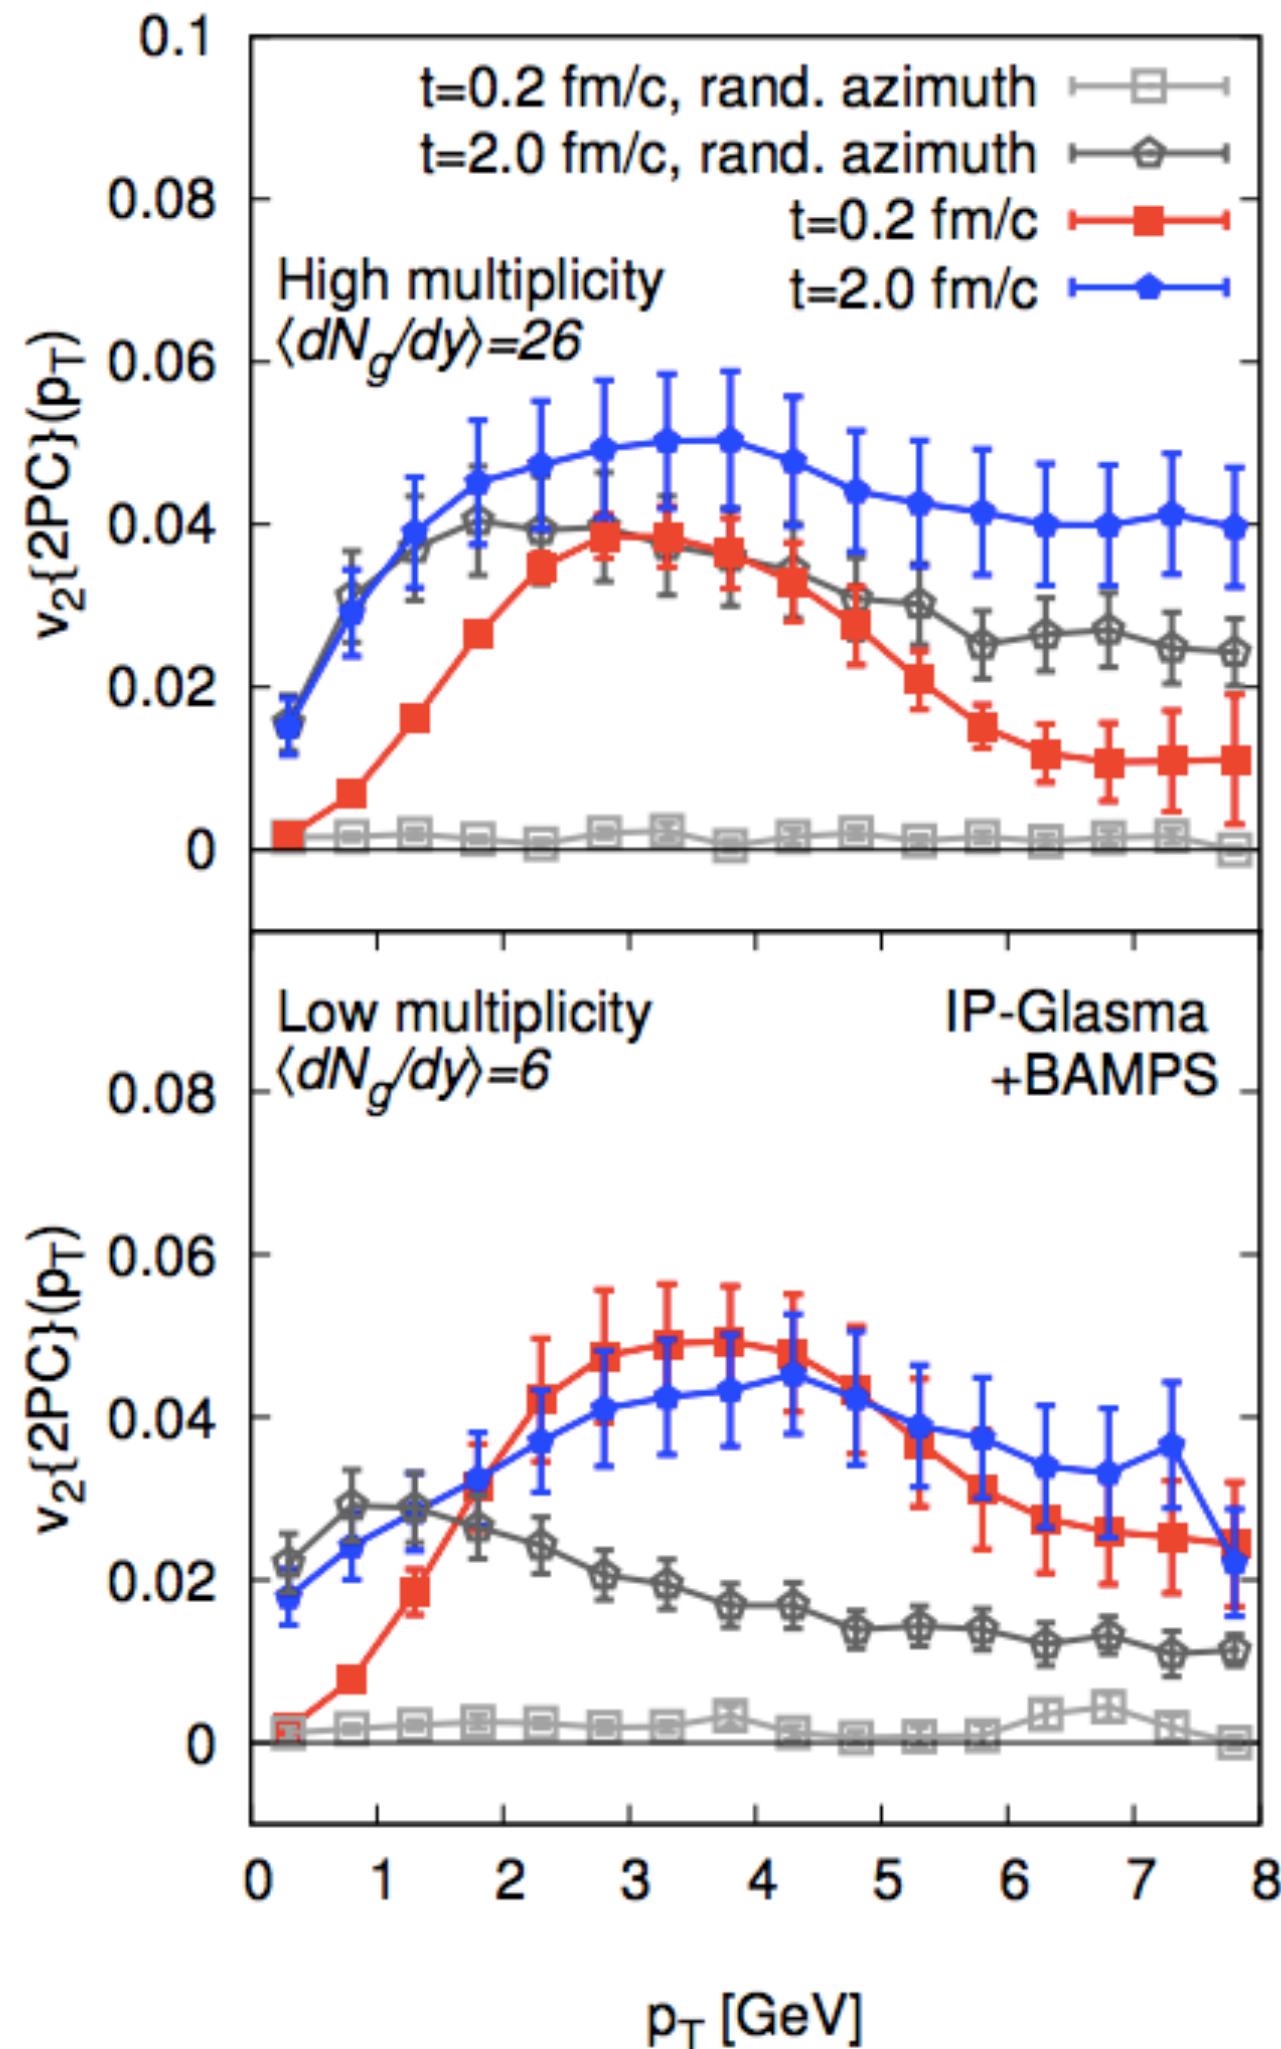 0.1
t=0.2 fm/c, rand. azimuth
t=2.0 fm/c, rand. azimuth
t=0.2 fm/c
t=2.0 fm/c
0.08
High multiplicity
⟨dN_g/dy⟩=26
0.06
0.04
0.02
0
v₂{2PC}(p_T)
Low multiplicity
⟨dN_g/dy⟩=6
IP-Glasma
+BAMPS
0.08
0.06
0.04
0.02
0
v₂{2PC}(p_T)
0 1 2 3 4 5 6 7 8
p_T [GeV]